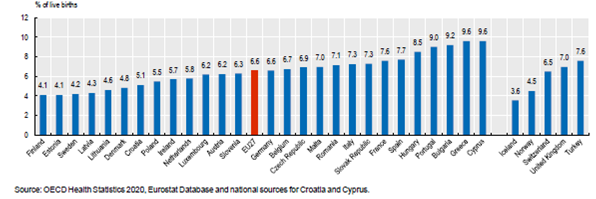 % of live births
12
10
8
6
4
2
0
4.1 4.1 4.2 4.3 4.6 4.8 5.1 5.5 5.7 5.8 6.2 6.2 6.3 6.6 6.6 6.7 6.9 7.0 7.1 7.3 7.3 7.6 7.7 8.5 9.0 9.2 9.6 9.6 3.6 4.5 6.5 7.0 7.6
Finland
Estonia
Sweden
Latvia
Lithuania
Denmark
Croatia
Poland
Ireland
Netherlands
Luxembourg
Austria
Slovenia
EU27
Germany
Belgium
Czech Republic
Malta
Romania
Italy
Slovak Republic
France
Spain
Hungary
Portugal
Bulgaria
Greece
Cyprus
Iceland
Norway
Switzerland
United Kingdom
Turkey
Source: OECD Health Statistics 2020, Eurostat Database and national sources for Croatia and Cyprus.